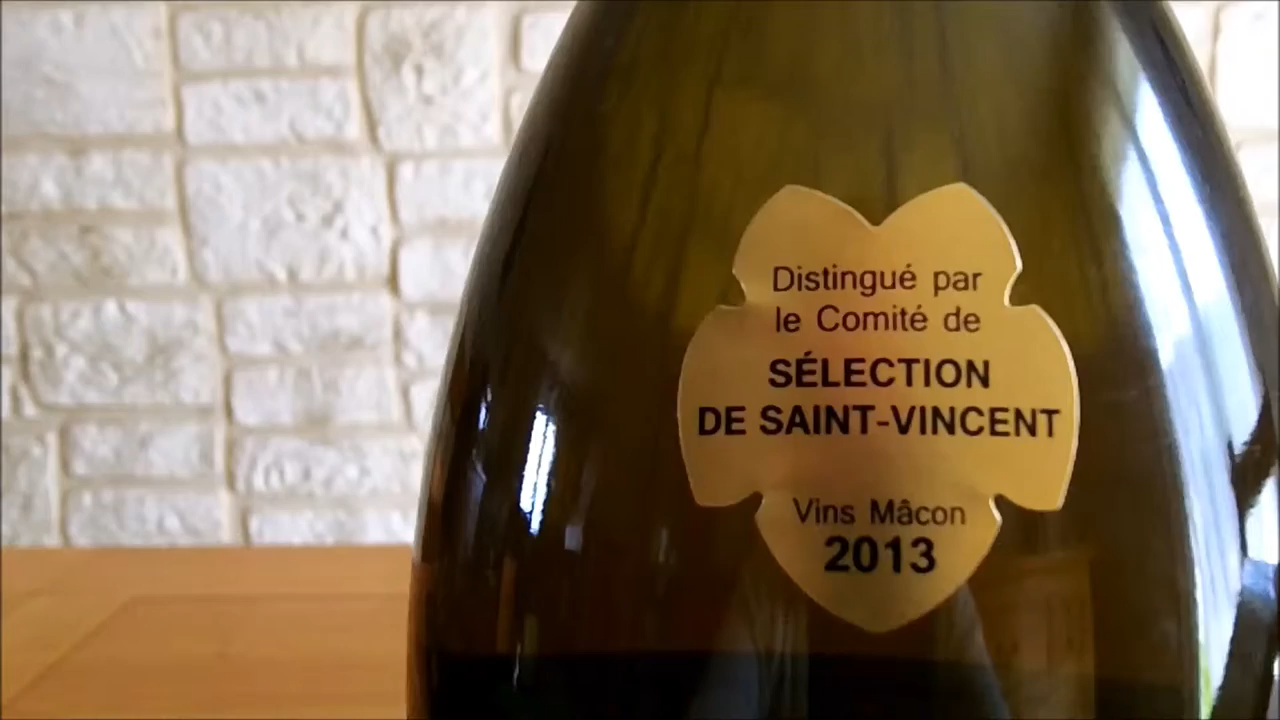 Distingué par
le Comité de
SÉLECTION
DE SAINT-VINCENT
Vins Mâcon
2013